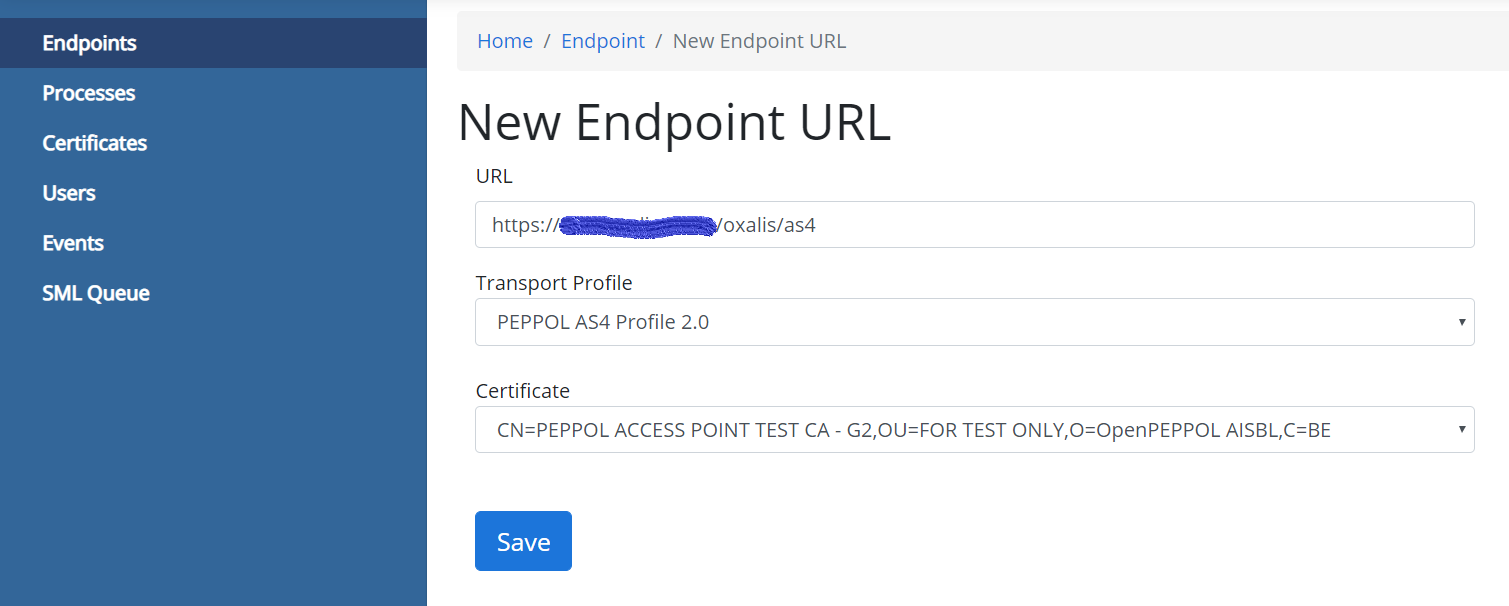 Endpoints
Processes
Certificates
Users
Events
SML Queue
Home / Endpoint / New Endpoint URL
New Endpoint URL
URL
https:// /oxalis/as4
Transport Profile
PEPPOL AS4 Profile 2.0
Certificate
CN=PEPPOL ACCESS POINT TEST CA - G2,OU=FOR TEST ONLY,O=OpenPEPPOL AISBL,C=BE
Save